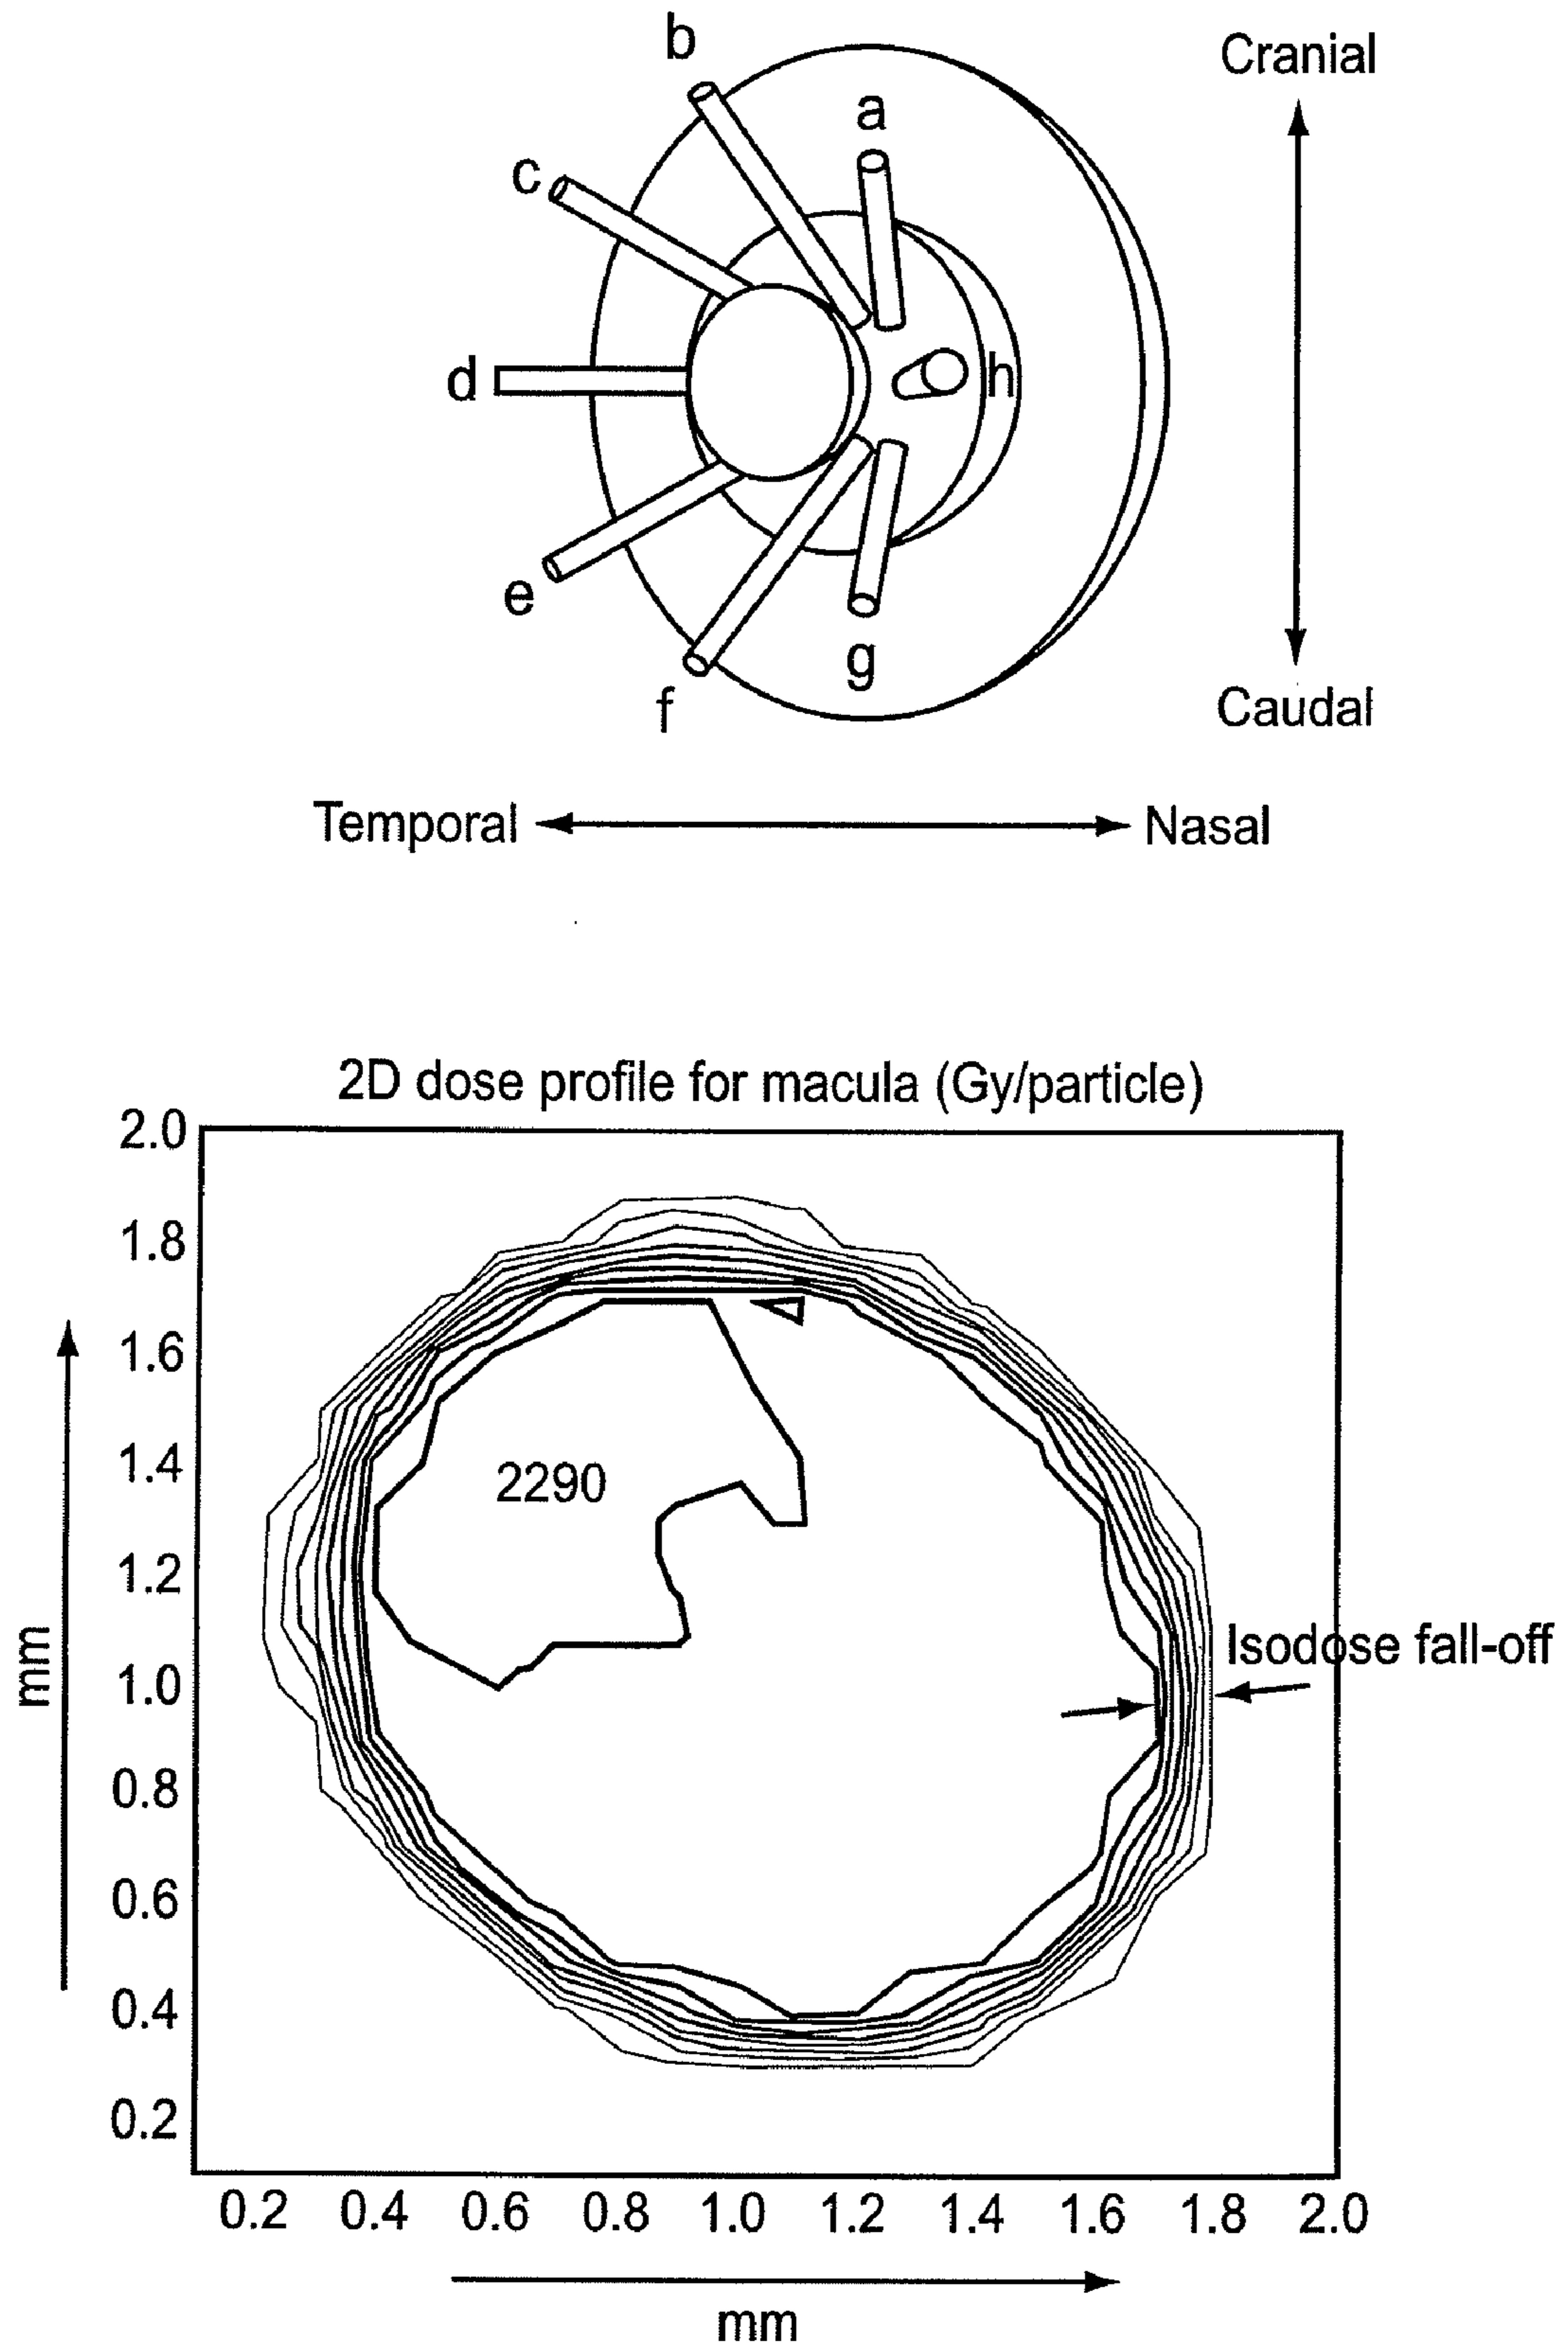 b
Cranial
a
c
d
h
e
g
f
Caudal
Temporal
Nasal
2D dose profile for macula (Gy/particle)
2.0
1.8
1.6
1.4
2290
1.2
Isodose fall-off
mm
1.0
0.8
0.6
0.4
0.2
0.2 0.4 0.6 0.8 1.0 1.2 1.4 1.6 1.8 2.0
mm